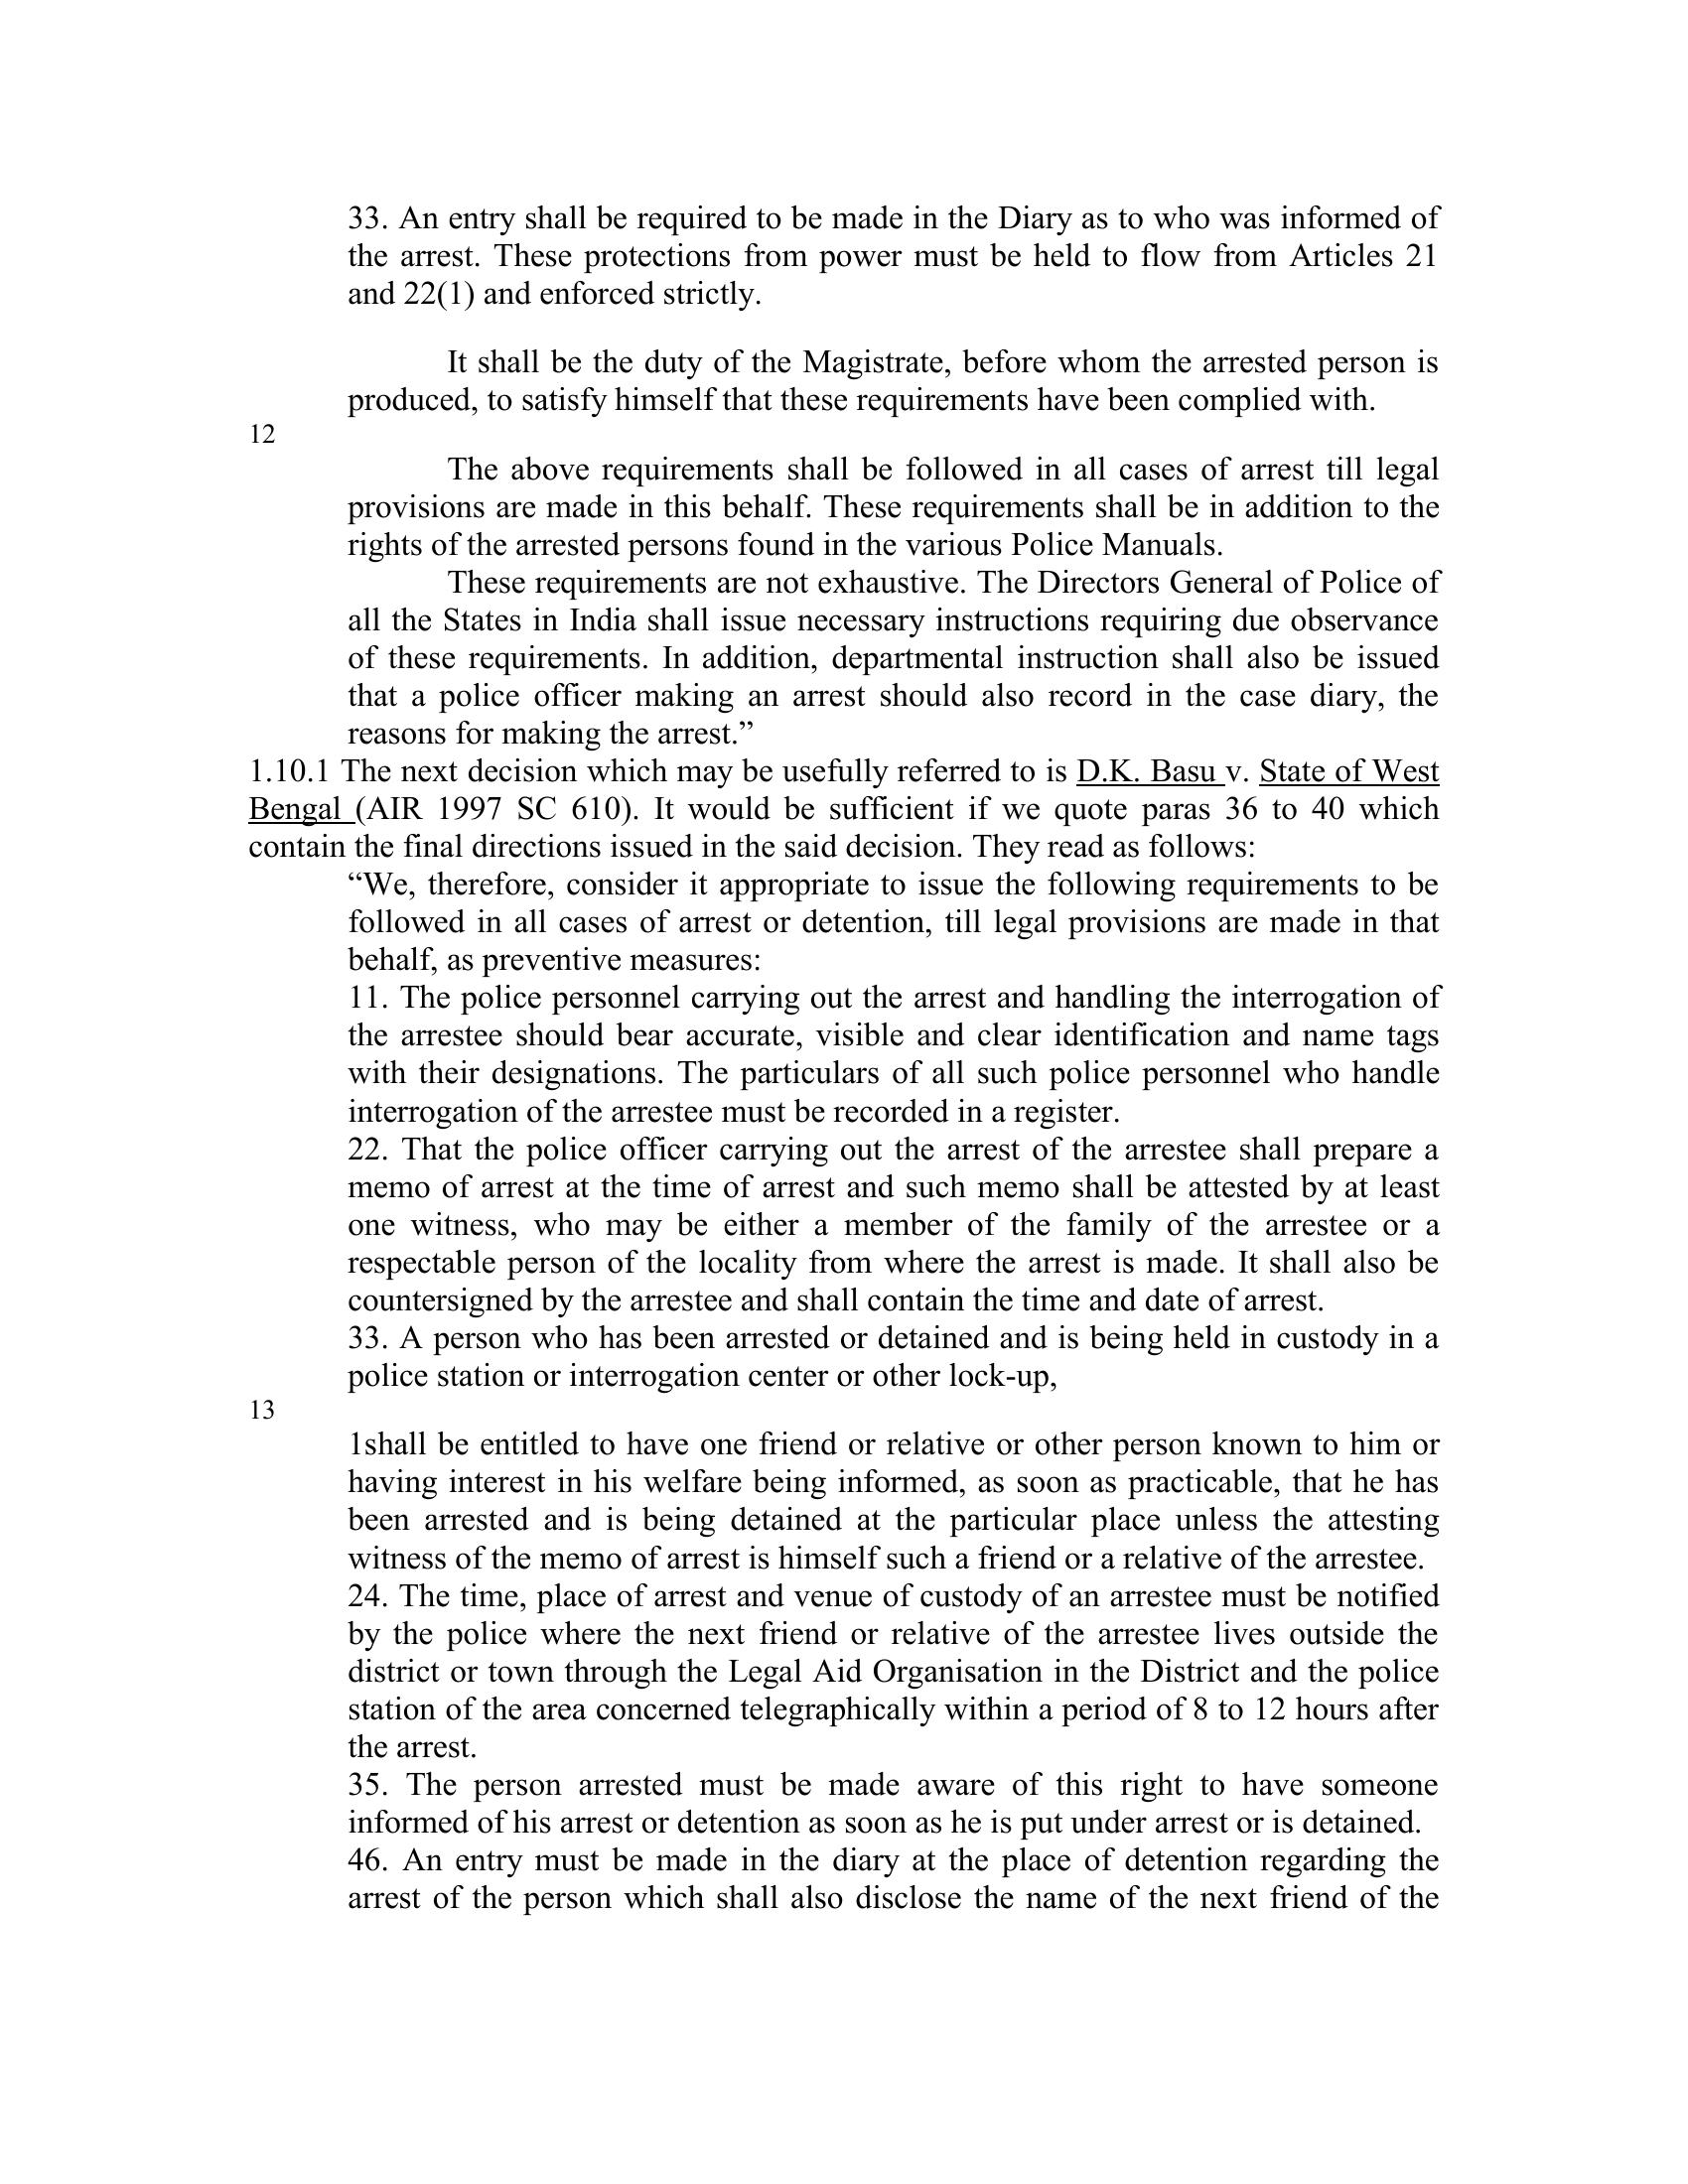 33. An entry shall be required to be made in the Diary as to who was informed of
the arrest. These protections from power must be held to flow from Articles 21
and 22(1) and enforced strictly.
It shall be the duty of the Magistrate, before whom the arrested person is
produced, to satisfy himself that these requirements have been complied with.
12
The above requirements shall be followed in all cases of arrest till legal
provisions are made in this behalf. These requirements shall be in addition to the
rights of the arrested persons found in the various Police Manuals.
These requirements are not exhaustive. The Directors General of Police of
all the States in India shall issue necessary instructions requiring due observance
of these requirements. In addition, departmental instruction shall also be issued
that a police officer making an arrest should also record in the case diary, the
reasons for making the arrest.”
1.10.1 The next decision which may be usefully referred to is D.K. Basu v. State of West
Bengal (AIR 1997 SC 610). It would be sufficient if we quote paras 36 to 40 which
contain the final directions issued in the said decision. They read as follows:
“We, therefore, consider it appropriate to issue the following requirements to be
followed in all cases of arrest or detention, till legal provisions are made in that
behalf, as preventive measures:
11. The police personnel carrying out the arrest and handling the interrogation of
the arrestee should bear accurate, visible and clear identification and name tags
with their designations. The particulars of all such police personnel who handle
interrogation of the arrestee must be recorded in a register.
22. That the police officer carrying out the arrest of the arrestee shall prepare a
memo of arrest at the time of arrest and such memo shall be attested by at least
one witness, who may be either a member of the family of the arrestee or a
respectable person of the locality from where the arrest is made. It shall also be
countersigned by the arrestee and shall contain the time and date of arrest.
33. A person who has been arrested or detained and is being held in custody in a
police station or interrogation center or other lock-up,
13
1shall be entitled to have one friend or relative or other person known to him or
having interest in his welfare being informed, as soon as practicable, that he has
been arrested and is being detained at the particular place unless the attesting
witness of the memo of arrest is himself such a friend or a relative of the arrestee.
24. The time, place of arrest and venue of custody of an arrestee must be notified
by the police where the next friend or relative of the arrestee lives outside the
district or town through the Legal Aid Organisation in the District and the police
station of the area concerned telegraphically within a period of 8 to 12 hours after
the arrest.
35. The person arrested must be made aware of this right to have someone
informed of his arrest or detention as soon as he is put under arrest or is detained.
46. An entry must be made in the diary at the place of detention regarding the
arrest of the person which shall also disclose the name of the next friend of the